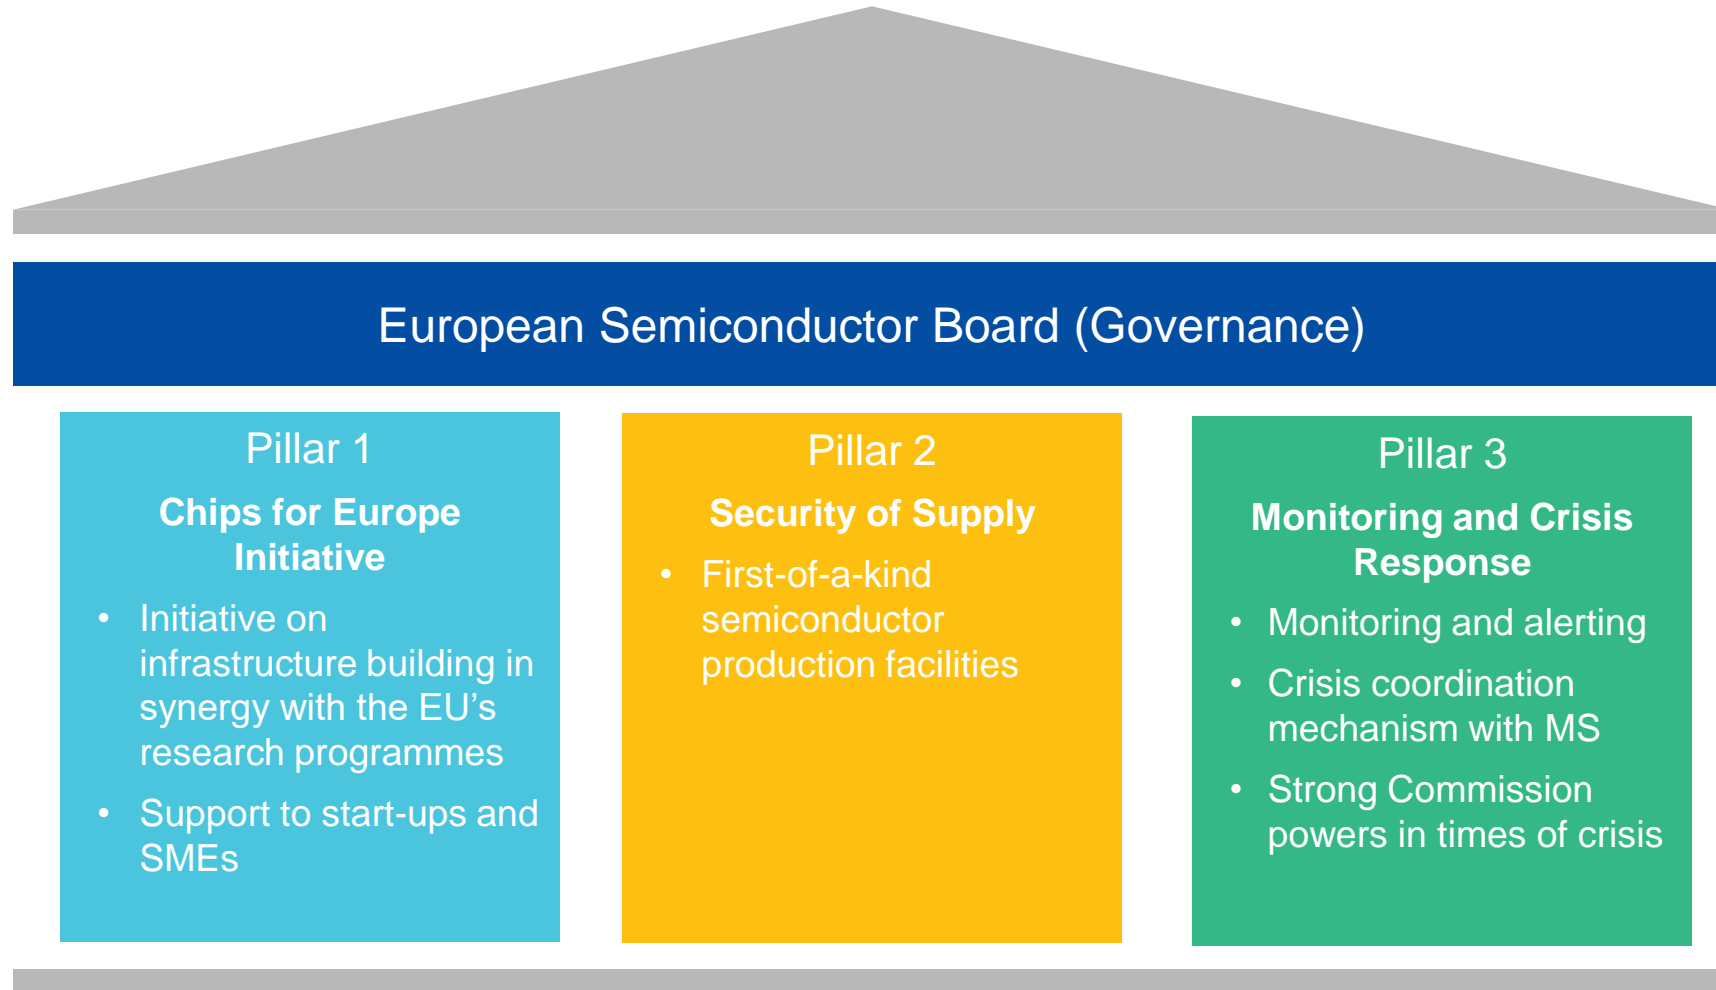 European Semiconductor Board (Governance)
Pillar 1
Chips for Europe
Initiative
• Initiative on
infrastructure building in
synergy with the EU’s
research programmes
• Support to start-ups and
SMEs
Pillar 2
Security of Supply
• First-of-a-kind
semiconductor
production facilities
Pillar 3
Monitoring and Crisis
Response
• Monitoring and alerting
• Crisis coordination
mechanism with MS
• Strong Commission
powers in times of crisis